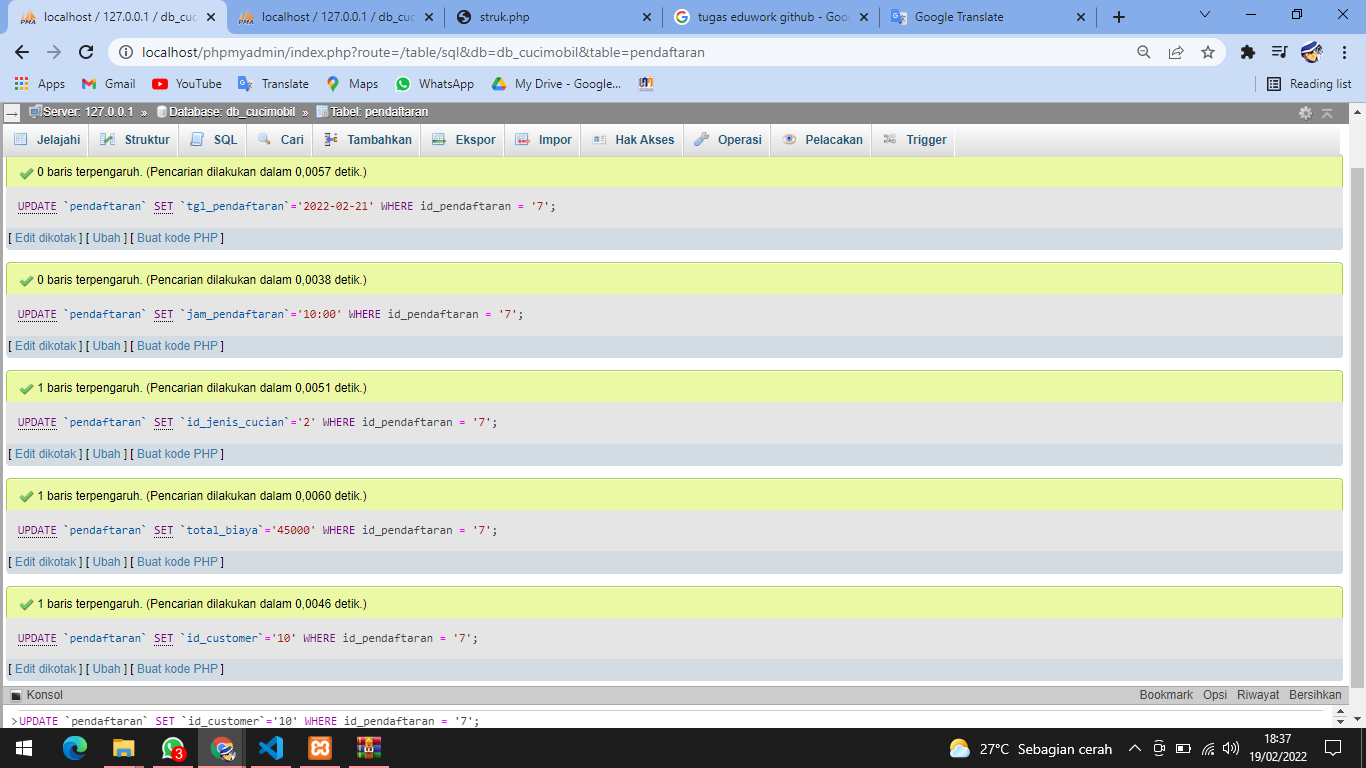 localhost / 127.0.0.1 / db_cuc
localhost / 127.0.0.1 / db_cuc
struk.php
tugas eduwork github - Goo
Google Translate
localhost/phpmyadmin/index.php?route=/table/sql&db=db_cucimobil&table=pendaftaran
Apps
Gmail
YouTube
Translate
Maps
WhatsApp
My Drive - Google...
Reading list
Server: 127.0.0.1 » Database: db_cucimobil » Tabel: pendaftaran
Jelajahi
Struktur
SQL
Cari
Tambahkan
Ekspor
Impor
Hak Akses
Operasi
Pelacakan
Trigger
0 baris terpengaruh. (Pencarian dilakukan dalam 0,0057 detik.)
UPDATE `pendaftaran` SET `tgl_pendaftaran`='2022-02-21' WHERE id_pendaftaran = '7';
[ Edit dikotak ] [ Ubah ] [ Buat kode PHP ]
0 baris terpengaruh. (Pencarian dilakukan dalam 0,0038 detik.)
UPDATE `pendaftaran` SET `jam_pendaftaran`='10:00' WHERE id_pendaftaran = '7';
[ Edit dikotak ] [ Ubah ] [ Buat kode PHP ]
1 baris terpengaruh. (Pencarian dilakukan dalam 0,0051 detik.)
UPDATE `pendaftaran` SET `id_jenis_cucian`='2' WHERE id_pendaftaran = '7';
[ Edit dikotak ] [ Ubah ] [ Buat kode PHP ]
1 baris terpengaruh. (Pencarian dilakukan dalam 0,0060 detik.)
UPDATE `pendaftaran` SET `total_biaya`='45000' WHERE id_pendaftaran = '7';
[ Edit dikotak ] [ Ubah ] [ Buat kode PHP ]
1 baris terpengaruh. (Pencarian dilakukan dalam 0,0046 detik.)
UPDATE `pendaftaran` SET `id_customer`='10' WHERE id_pendaftaran = '7';
[ Edit dikotak ] [ Ubah ] [ Buat kode PHP ]
Konsol
Bookmark
Opsi
Riwayat
Bersihkan
>UPDATE `pendaftaran` SET `id_customer`='10' WHERE id_pendaftaran = '7';
3
27°C Sebagian cerah
18:37
19/02/2022